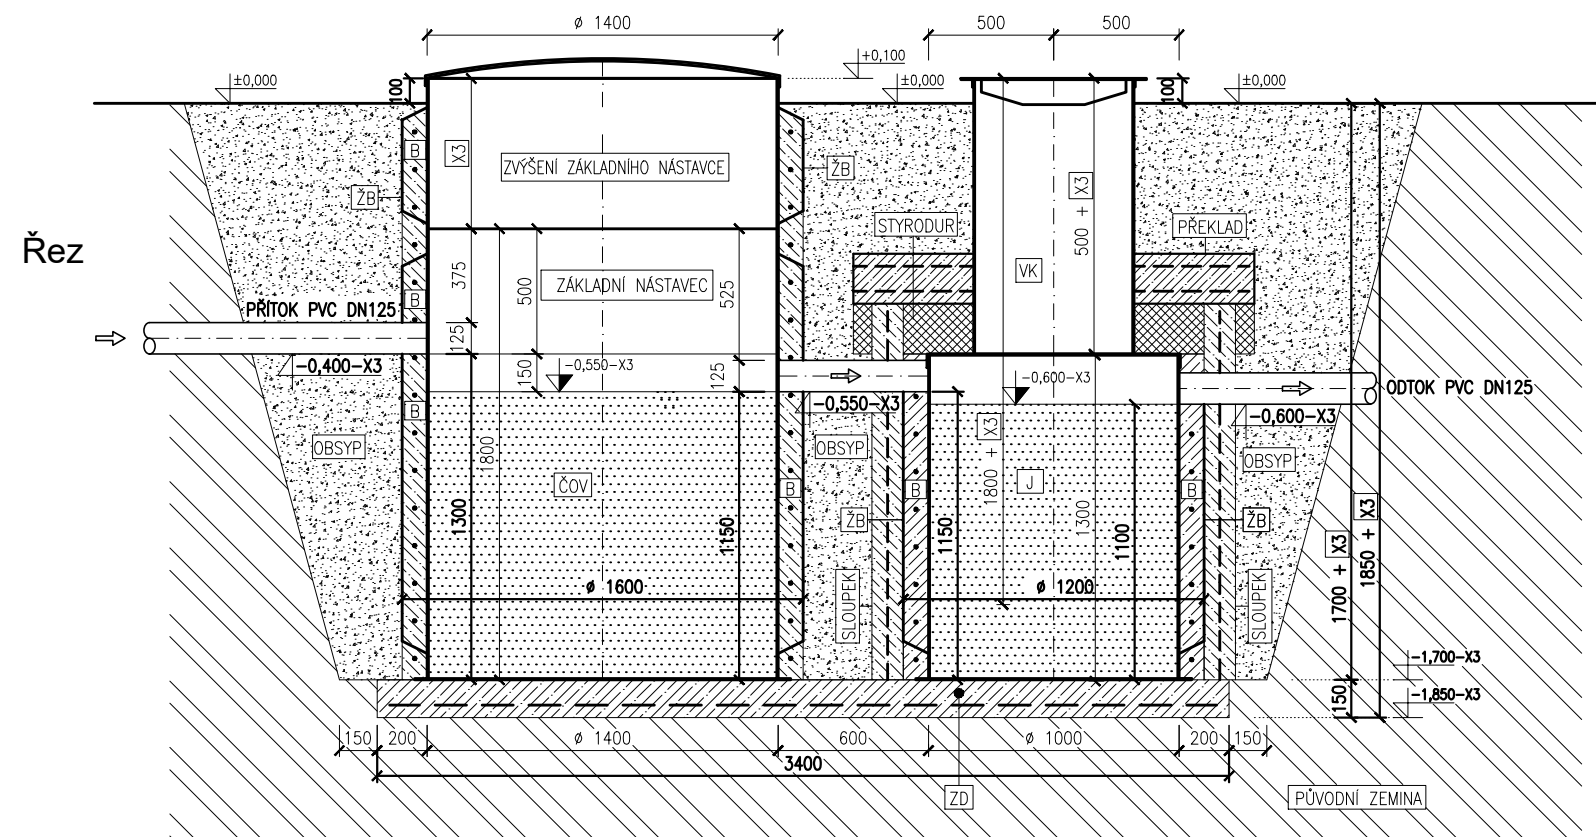 ø 1400
500
500
+0,100
±0,000
±0,000
±0,000
100
100
B
X3
ZVÝŠENÍ ZÁKLADNÍHO NÁSTAVCE
ŽB
ŽB
500 + X3
STYRODUR
PŘEKLAD
Řez
375
500
525
ZÁKLADNÍ NÁSTAVEC
VK
B
PŘÍTOK PVC DN125
125
-0,400-X3
150
-0,550-X3
125
-0,600-X3
ODTOK PVC DN125
B
-0,550-X3
-0,600-X3
OBSYP
1800
OBSYP
1800 + X3
OBSYP
ČOV
J
B
B
B
1300
1150
ŽB
1150
1300
1100
ŽB
1700 + X3
1850 + X3
ø 1600
ø 1200
SLOUPEK
SLOUPEK
-1,700-X3
150
-1,850-X3
150
200
ø 1400
600
ø 1000
200
150
3400
ZD
PŮVODNÍ ZEMINA